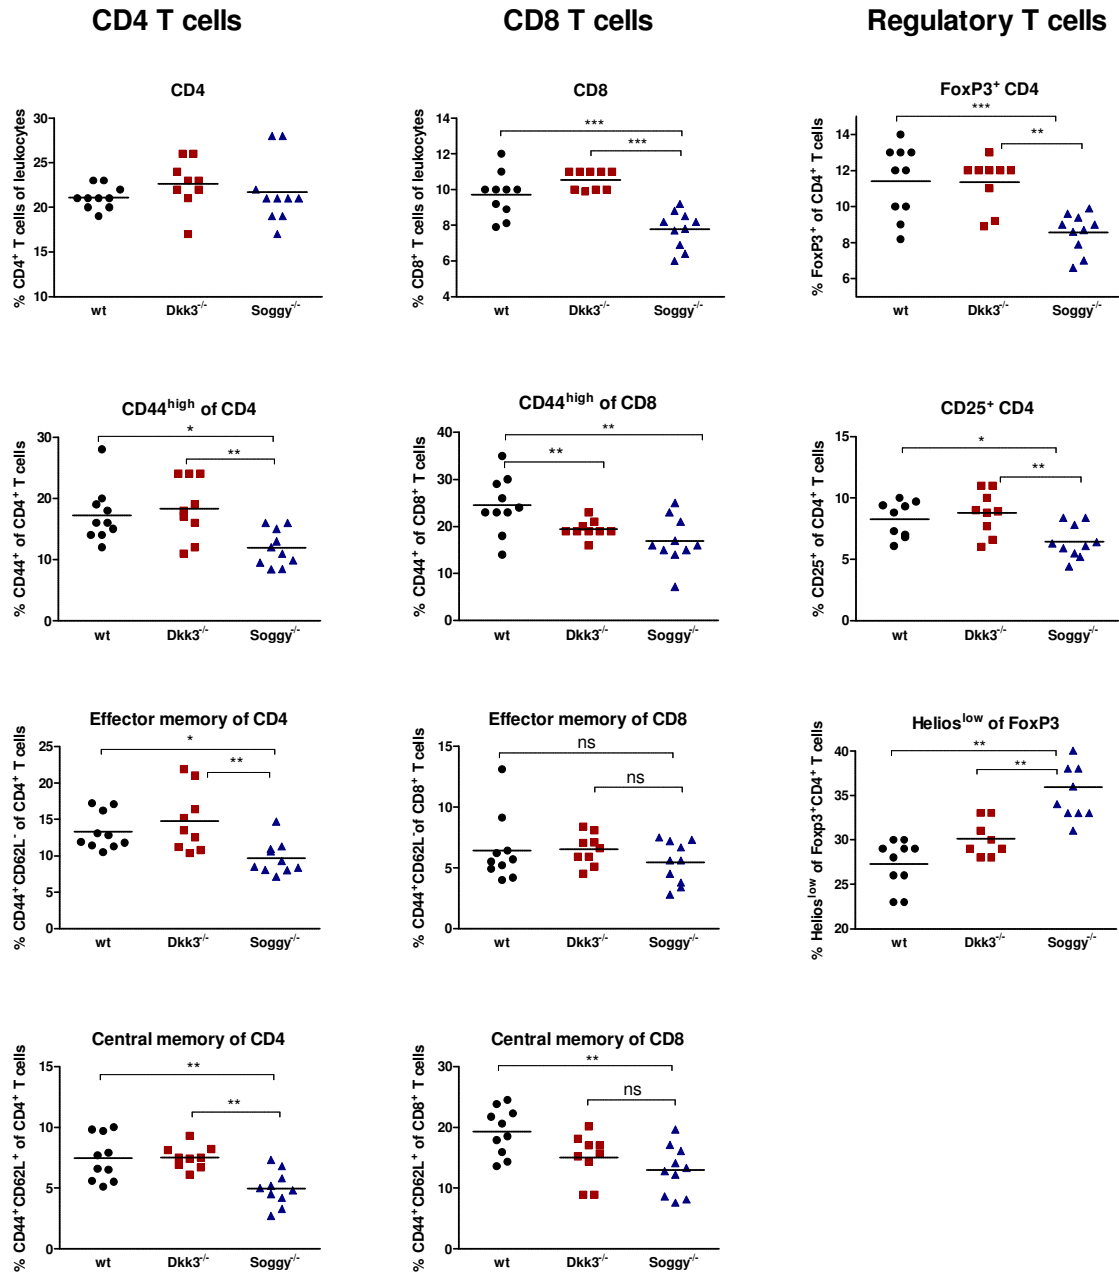 CD4 T cells
CD8 T cells
Regulatory T cells
CD4
% CD4⁺ T cells of leukocytes
30
25
20
15
10
wt
Dkk3⁻/⁻
Soggy⁻/⁻
CD8
% CD8⁺ T cells of leukocytes
12
10
8
6
4
***
***
wt
Dkk3⁻/⁻
Soggy⁻/⁻
FoxP3⁺ CD4
% FoxP3⁺ of CD4⁺ T cells
14
12
10
8
6
***
**
wt
Dkk3⁻/⁻
Soggy⁻/⁻
CD44ʰⁱᵍʰ of CD4
% CD44⁺ of CD4⁺ T cells
30
20
10
0
*
**
wt
Dkk3⁻/⁻
Soggy⁻/⁻
CD44ʰⁱᵍʰ of CD8
% CD44⁺ of CD8⁺ T cells
40
30
20
10
0
**
**
wt
Dkk3⁻/⁻
Soggy⁻/⁻
CD25⁺ CD4
% CD25⁺ of CD4⁺ T cells
15
10
5
0
*
**
wt
Dkk3⁻/⁻
Soggy⁻/⁻
Effector memory of CD4
% CD44⁺CD62L⁻ of CD4⁺ T cells
25
20
15
10
5
0
*
**
wt
Dkk3⁻/⁻
Soggy⁻/⁻
Effector memory of CD8
% CD44⁺CD62L⁻ of CD8⁺ T cells
15
10
5
0
ns
ns
wt
Dkk3⁻/⁻
Soggy⁻/⁻
Heliosˡᵒʷ of FoxP3
% Heliosˡᵒʷ of Foxp3⁺CD4⁺ T cells
40
35
30
25
20
**
**
wt
Dkk3⁻/⁻
Soggy⁻/⁻
Central memory of CD4
% CD44⁺CD62L⁺ of CD4⁺ T cells
15
10
5
0
**
**
wt
Dkk3⁻/⁻
Soggy⁻/⁻
Central memory of CD8
% CD44⁺CD62L⁺ of CD8⁺ T cells
30
20
10
0
**
ns
wt
Dkk3⁻/⁻
Soggy⁻/⁻